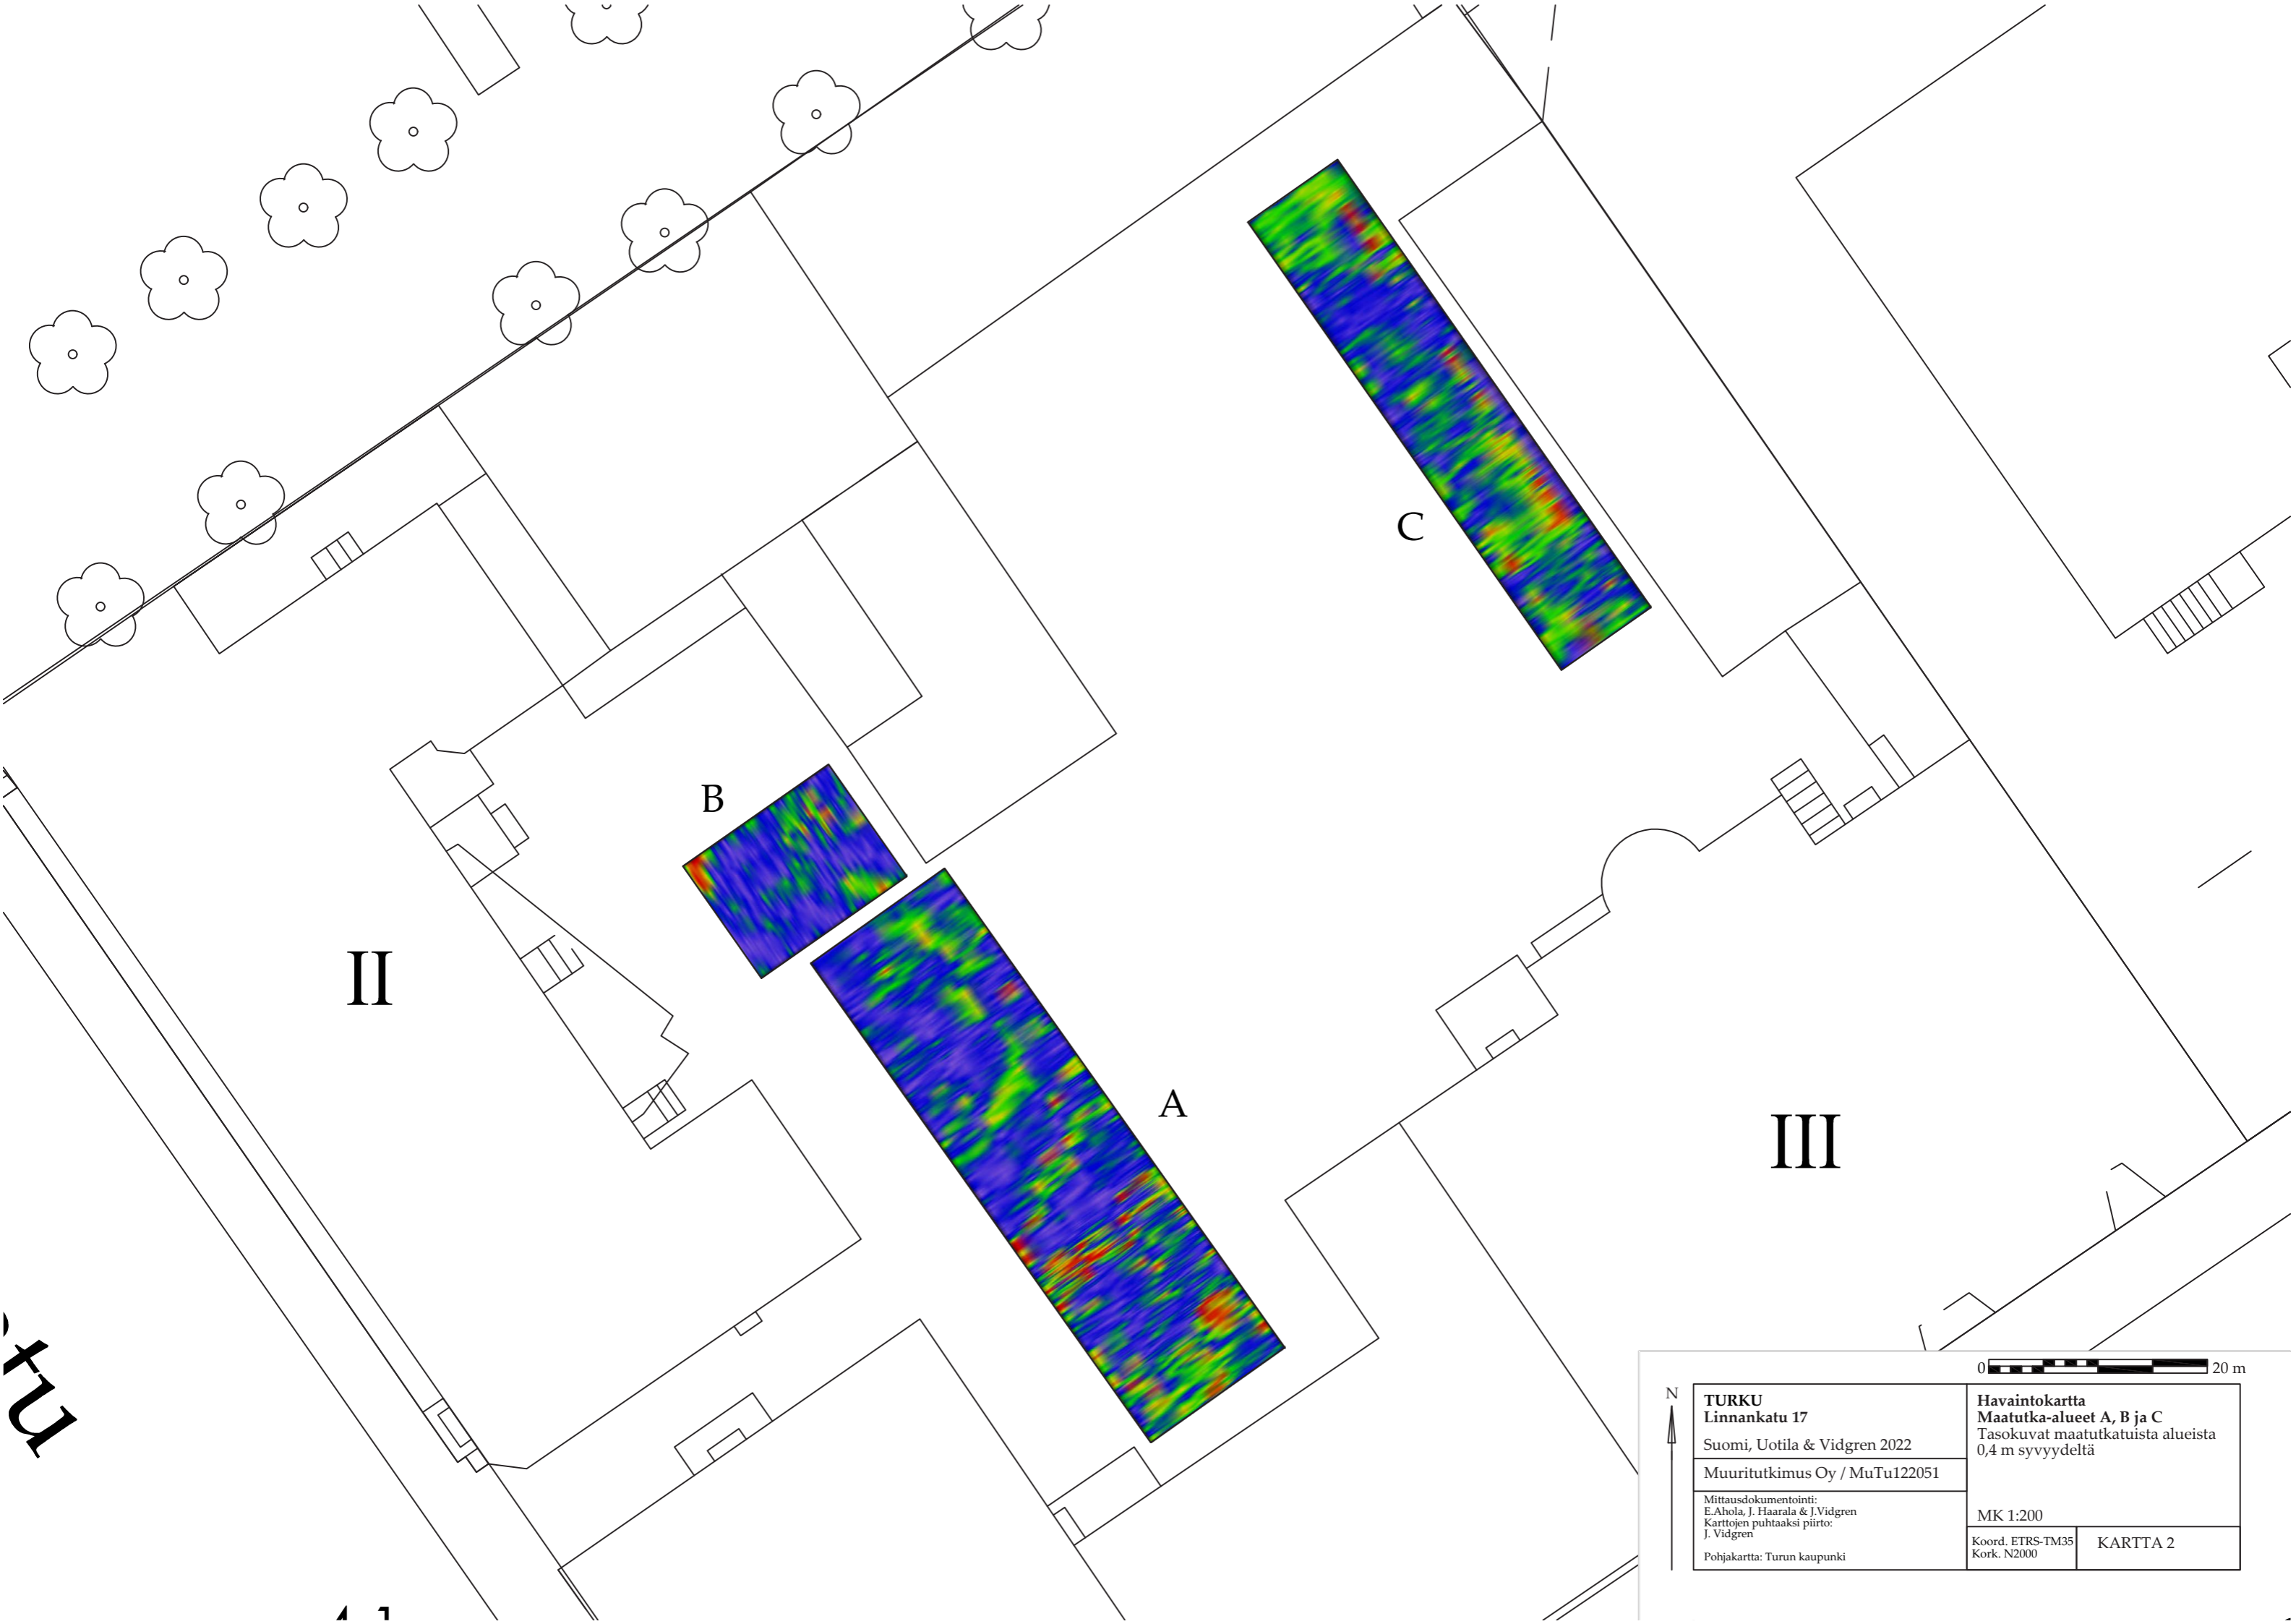 C
B
II
A
III
0 20 m
N
TURKU
Linnankatu 17
Suomi, Uotila & Vidgren 2022
Muuritutkimus Oy / MuTu122051
Mittausdokumentointi:
E.Ahola, J. Haarala & J.Vidgren
Karttojen puhtaaksi piirto:
J. Vidgren
Pohjakartta: Turun kaupunki
Havaintokartta
Maatutka-alueet A, B ja C
Tasokuvat maatutkatuista alueista
0,4 m syvyydeltä
MK 1:200
Koord. ETRS-TM35
Kork. N2000
KARTTA 2
tu